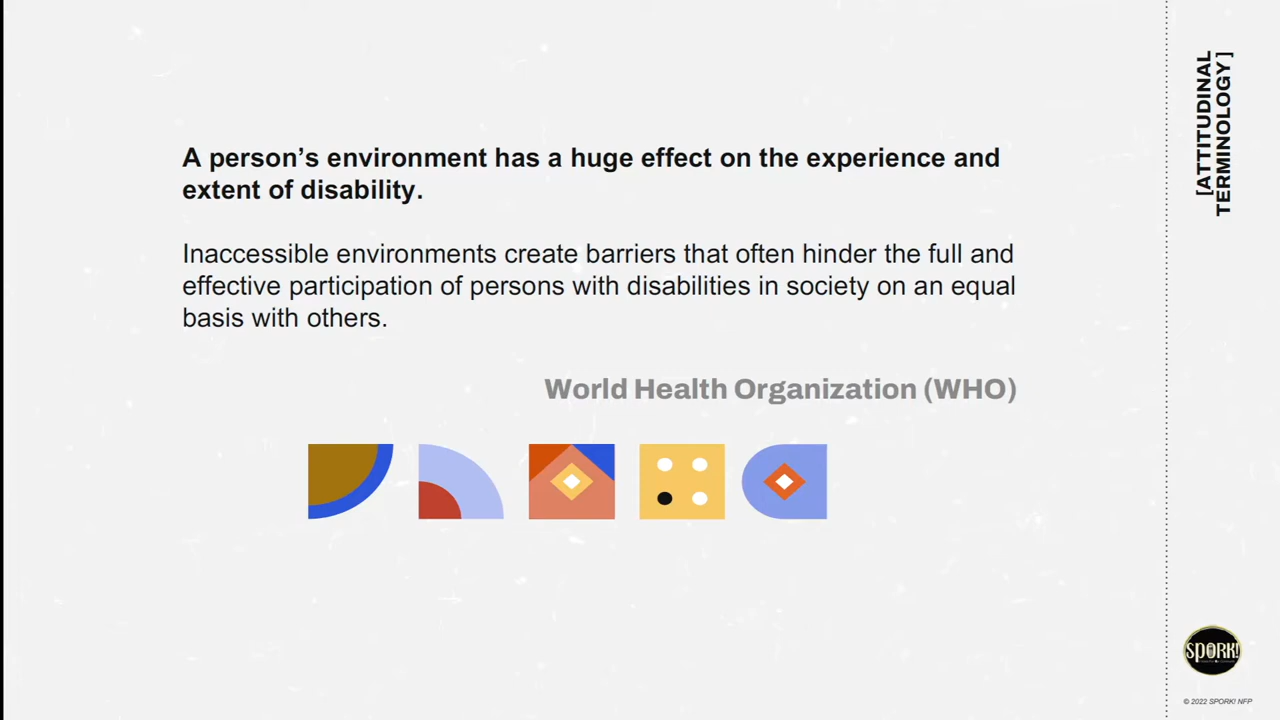 A person’s environment has a huge effect on the experience and
extent of disability.
Inaccessible environments create barriers that often hinder the full and
effective participation of persons with disabilities in society on an equal
basis with others.
World Health Organization (WHO)
[ATTITUDINAL
TERMINOLOGY]
SPORK!
© 2022 SPORK! NFP